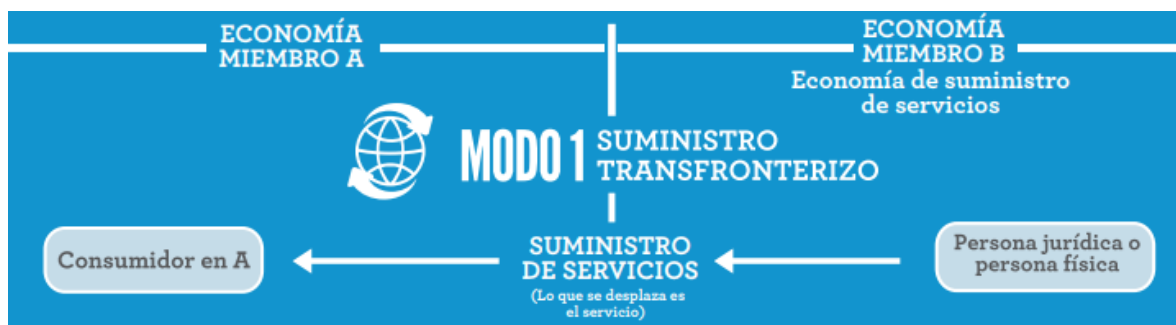 ECONOMÍA
MIEMBRO A
ECONOMÍA
MIEMBRO B
Economía de suministro
de servicios
MODO 1
SUMINISTRO
TRANSFRONTERIZO
Consumidor en A
SUMINISTRO
DE SERVICIOS
(Lo que se desplaza es
el servicio)
Persona jurídica o
persona física